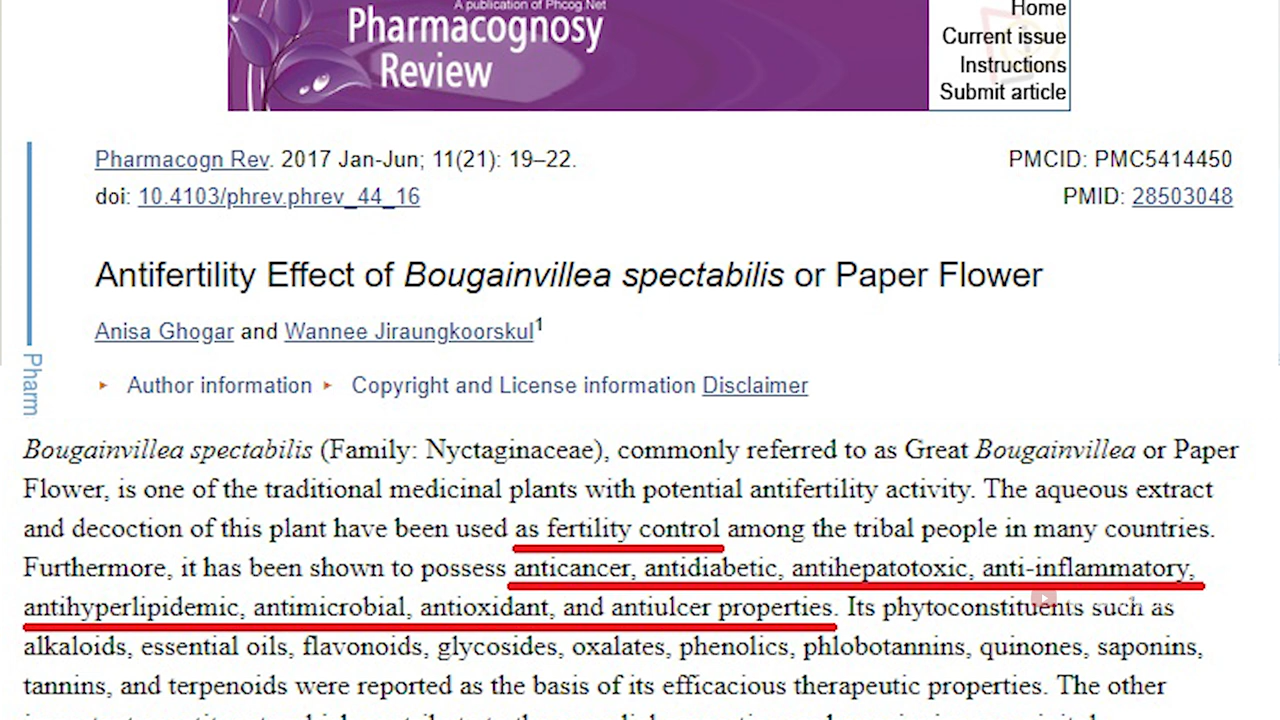 A publication of Phcog.Net
Pharmacognosy
Review
Home
Current issue
Instructions
Submit article
Pharmacogn Rev. 2017 Jan-Jun; 11(21): 19–22.
PMCID: PMC5414450
doi: 10.4103/phrev.phrev_44_16
PMID: 28503048
Antifertility Effect of Bougainvillea spectabilis or Paper Flower
Anisa Ghogar and Wannee Jiraungkoorskul1
Author information Copyright and License information Disclaimer
Pharm
Bougainvillea spectabilis (Family: Nyctaginaceae), commonly referred to as Great Bougainvillea or Paper
Flower, is one of the traditional medicinal plants with potential antifertility activity. The aqueous extract
and decoction of this plant have been used as fertility control among the tribal people in many countries.
Furthermore, it has been shown to possess anticancer, antidiabetic, antihepatotoxic, anti-inflammatory,
antihyperlipidemic, antimicrobial, antioxidant, and antiulcer properties. Its phytoconstituents such as
alkaloids, essential oils, flavonoids, glycosides, oxalates, phenolics, phlobotannins, quinones, saponins,
tannins, and terpenoids were reported as the basis of its efficacious therapeutic properties. The other